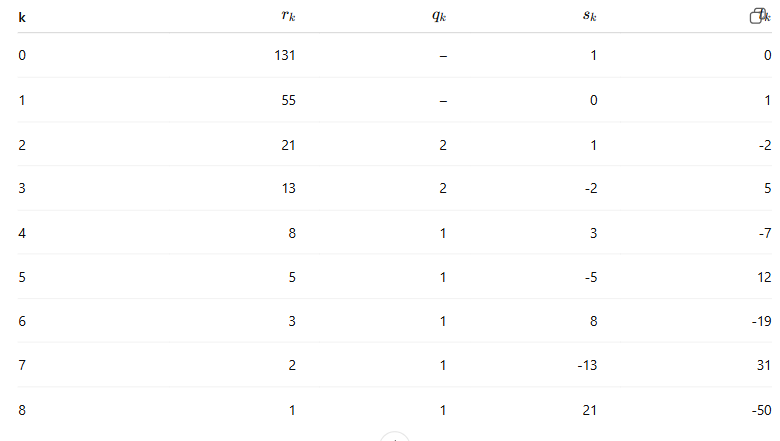 k r_k q_k s_k t_k
0 131 – 1 0
1 55 – 0 1
2 21 2 1 -2
3 13 2 -2 5
4 8 1 3 -7
5 5 1 -5 12
6 3 1 8 -19
7 2 1 -13 31
8 1 1 21 -50